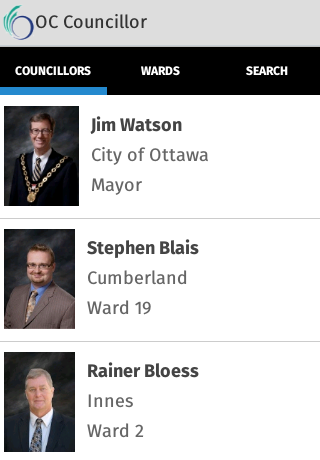 OC Councillor
COUNCILLORS WARDS SEARCH
Jim Watson
City of Ottawa
Mayor
Stephen Blais
Cumberland
Ward 19
Rainer Bloess
Innes
Ward 2